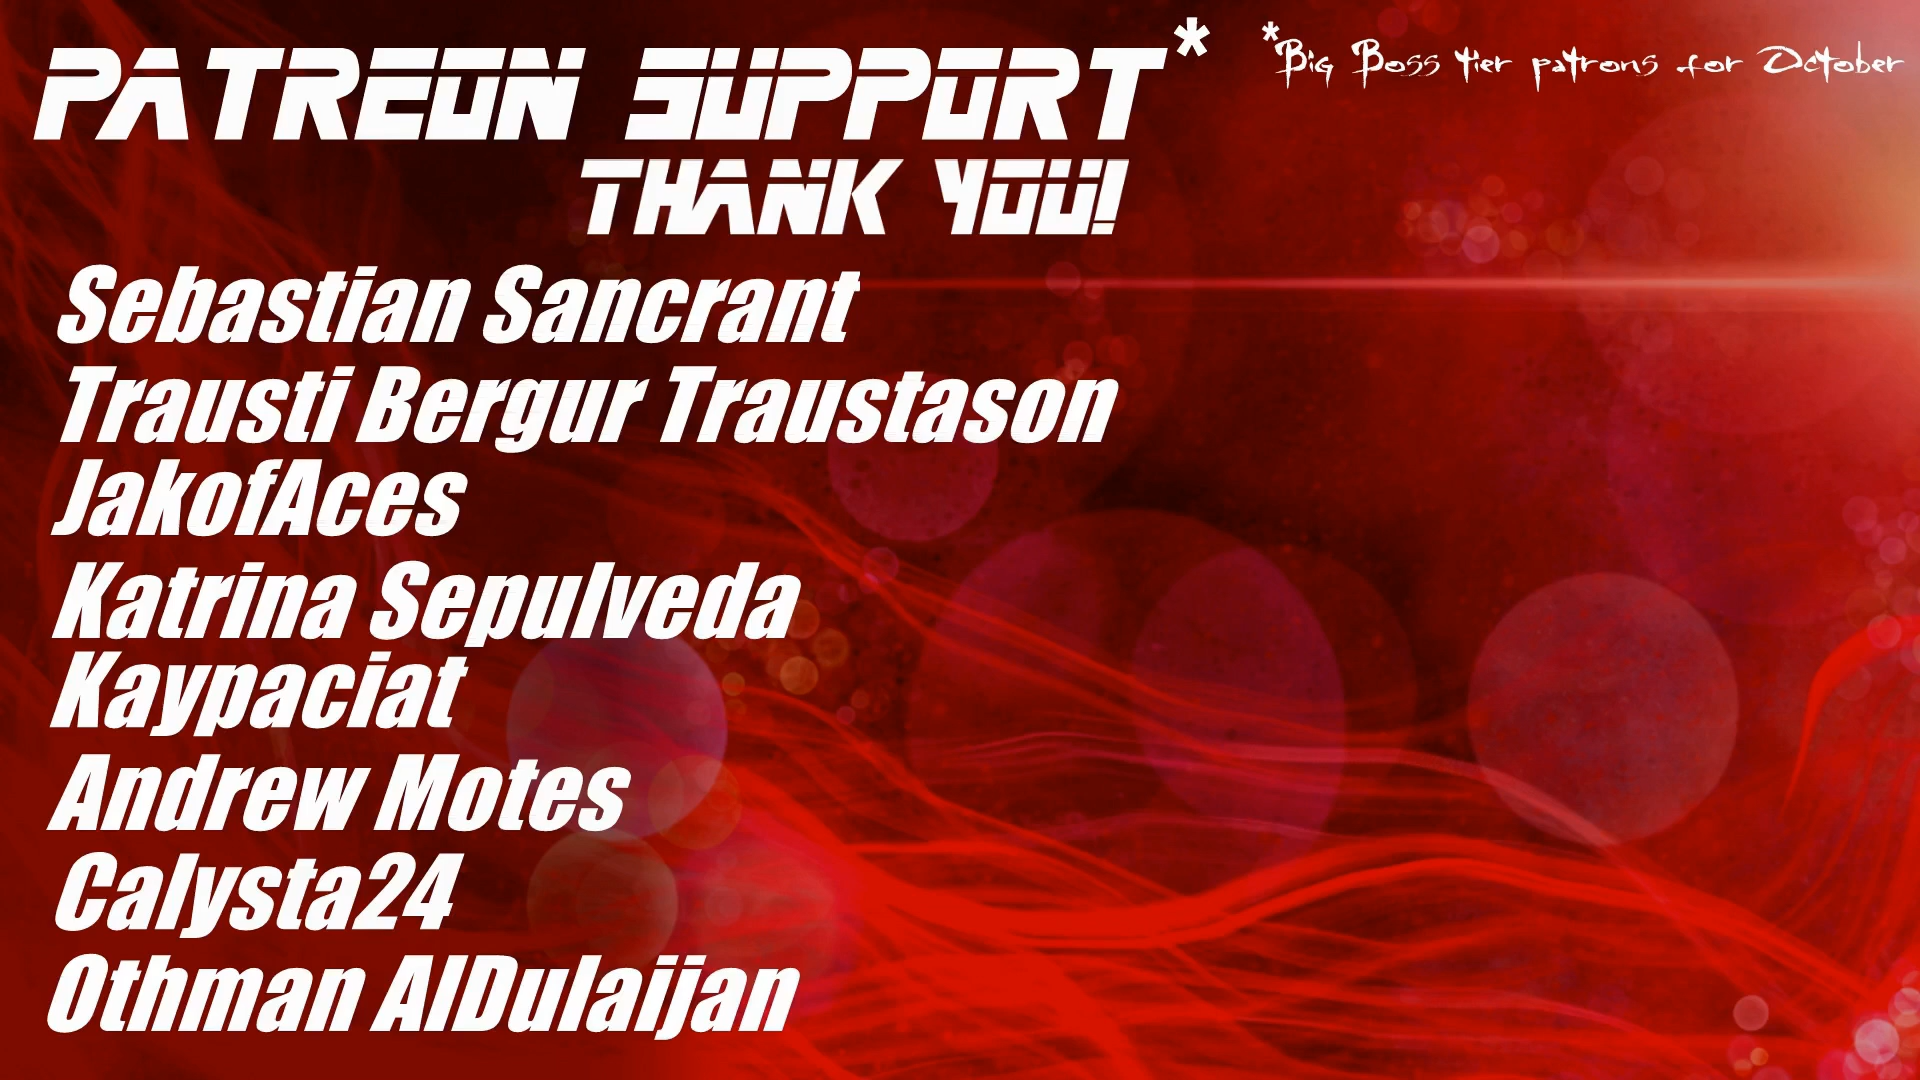 PATREON SUPPORT*
*Big Boss tier patrons for October
THANK YOU!
Sebastian Sancrant
Trausti Bergur Traustason
JakofAces
Katrina Sepulveda
Kaypaciat
Andrew Motes
Calysta24
Othman AlDulaijan